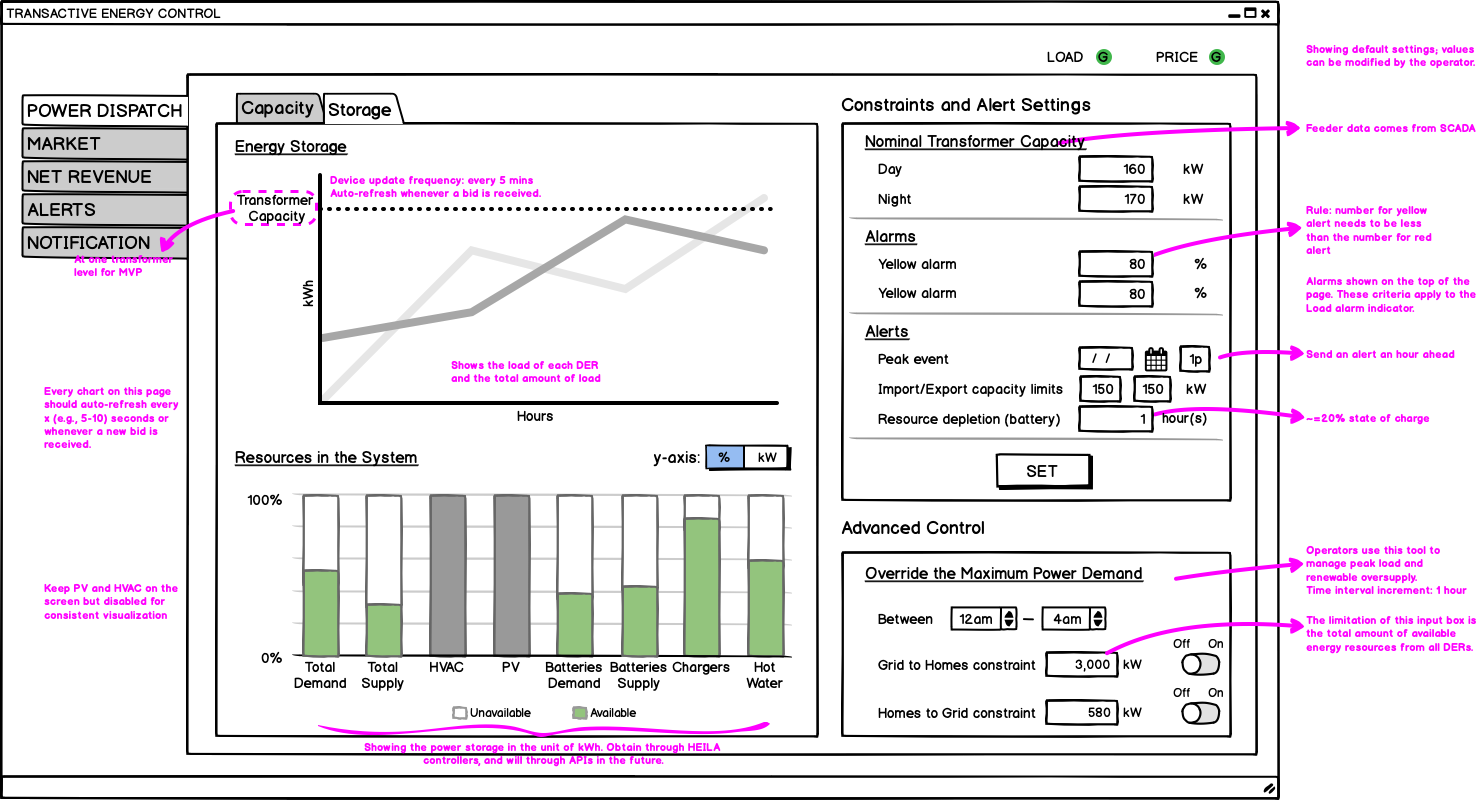 TRANSACTIVE ENERGY CONTROL
LOAD G PRICE G
POWER DISPATCH
MARKET
NET REVENUE
ALERTS
NOTIFICATION
At one transformer
level for MVP
Every chart on this page
should auto-refresh every
x (e.g., 5-10) seconds or
whenever a new bid is
received.
Keep PV and HVAC on the
screen but disabled for
consistent visualization
Capacity Storage
Energy Storage
Device update frequency: every 5 mins
Auto-refresh whenever a bid is received.
Transformer
Capacity
kWh
Shows the load of each DER
and the total amount of load
Hours
Resources in the System
y-axis: % kW
100%
0%
Total
Demand
Total
Supply
HVAC
PV
Batteries
Demand
Batteries
Supply
Chargers
Hot
Water
Unavailable Available
Showing the power storage in the unit of kWh. Obtain through HEILA
controllers, and will through APIs in the future.
Constraints and Alert Settings
Nominal Transformer Capacity
Day 160 kW
Night 170 kW
Alarms
Yellow alarm 80 %
Yellow alarm 80 %
Alerts
Peak event / / 1p
Import/Export capacity limits 150 150 kW
Resource depletion (battery) 1 hour(s)
SET
Advanced Control
Override the Maximum Power Demand
Between 12am – 4am
Off On
Grid to Homes constraint 3,000 kW
Off On
Homes to Grid constraint 580 kW
Showing default settings; values
can be modified by the operator.
Feeder data comes from SCADA
Rule: number for yellow
alert needs to be less
than the number for red
alert
Alarms shown on the top of the
page. These criteria apply to the
Load alarm indicator.
Send an alert an hour ahead
~=20% state of charge
Operators use this tool to
manage peak load and
renewable oversupply.
Time interval increment: 1 hour
The limitation of this input box is
the total amount of available
energy resources from all DERs.